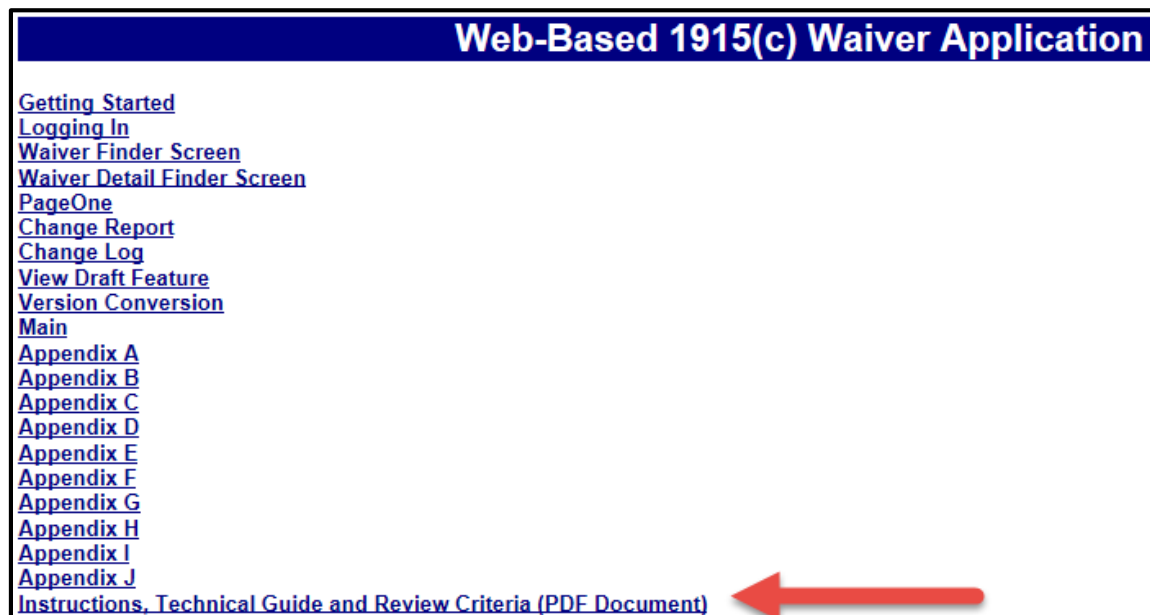 Web-Based 1915(c) Waiver Application
Getting Started
Logging In
Waiver Finder Screen
Waiver Detail Finder Screen
PageOne
Change Report
Change Log
View Draft Feature
Version Conversion
Main
Appendix A
Appendix B
Appendix C
Appendix D
Appendix E
Appendix F
Appendix G
Appendix H
Appendix I
Appendix J
Instructions, Technical Guide and Review Criteria (PDF Document)